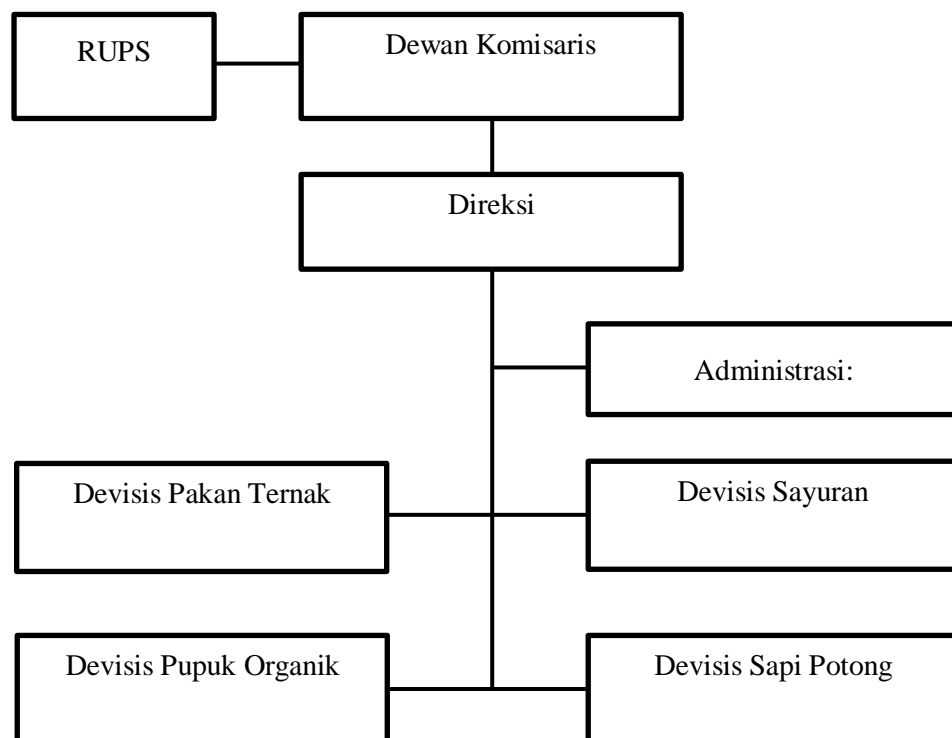 RUPS
Dewan Komisaris
Direksi
Administrasi:
Devisis Pakan Ternak
Devisis Sayuran
Devisis Pupuk Organik
Devisis Sapi Potong